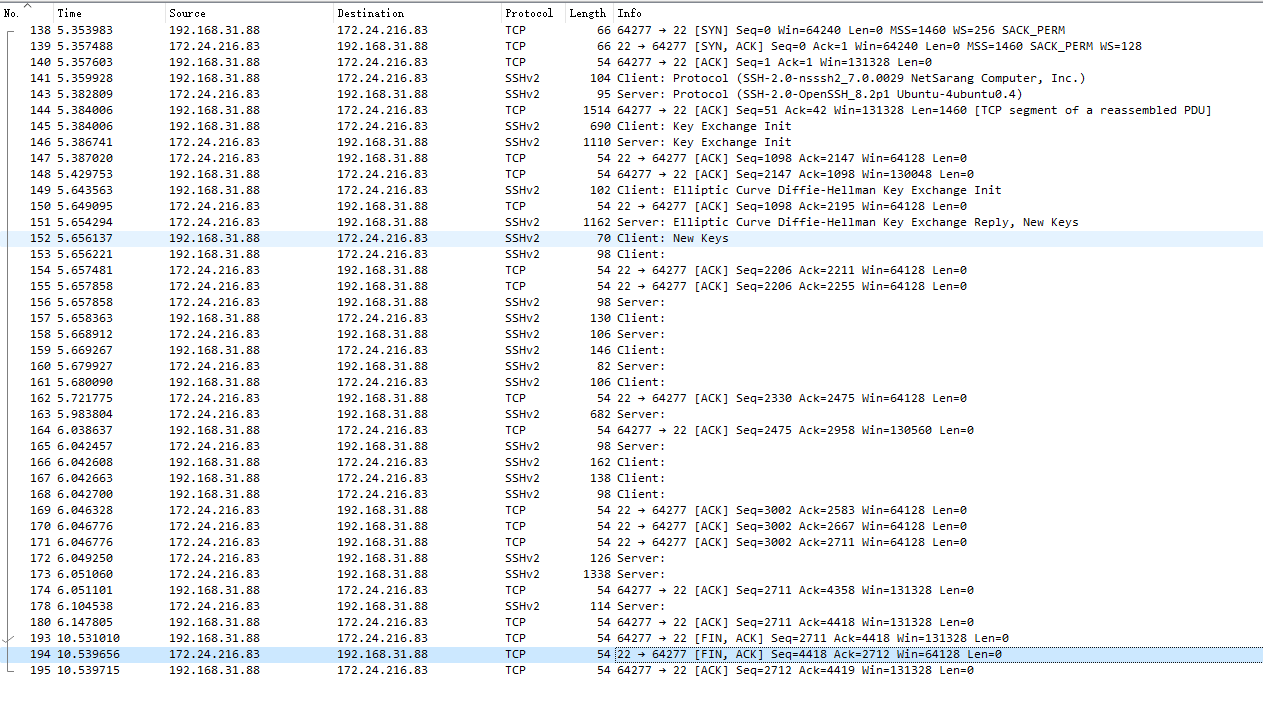 No. Time Source Destination Protocol Length Info
138 5.353983 192.168.31.88 172.24.216.83 TCP 66 64277 → 22 [SYN] Seq=0 Win=64240 Len=0 MSS=1460 WS=256 SACK_PERM
139 5.357488 172.24.216.83 192.168.31.88 TCP 66 22 → 64277 [SYN, ACK] Seq=0 Ack=1 Win=64240 Len=0 MSS=1460 SACK_PERM WS=128
140 5.357603 192.168.31.88 172.24.216.83 TCP 54 64277 → 22 [ACK] Seq=1 Ack=1 Win=131328 Len=0
141 5.359928 192.168.31.88 172.24.216.83 SSHv2 104 Client: Protocol (SSH-2.0-nsssh2_7.0.0029 NetSarang Computer, Inc.)
143 5.382809 172.24.216.83 192.168.31.88 SSHv2 95 Server: Protocol (SSH-2.0-OpenSSH_8.2p1 Ubuntu-4ubuntu0.4)
144 5.384006 192.168.31.88 172.24.216.83 TCP 1514 64277 → 22 [ACK] Seq=51 Ack=42 Win=131328 Len=1460 [TCP segment of a reassembled PDU]
145 5.384006 192.168.31.88 172.24.216.83 SSHv2 690 Client: Key Exchange Init
146 5.386741 172.24.216.83 192.168.31.88 SSHv2 1110 Server: Key Exchange Init
147 5.387020 172.24.216.83 192.168.31.88 TCP 54 22 → 64277 [ACK] Seq=1098 Ack=2147 Win=64128 Len=0
148 5.429753 192.168.31.88 172.24.216.83 TCP 54 64277 → 22 [ACK] Seq=2147 Ack=1098 Win=130048 Len=0
149 5.643563 192.168.31.88 172.24.216.83 SSHv2 102 Client: Elliptic Curve Diffie-Hellman Key Exchange Init
150 5.649095 172.24.216.83 192.168.31.88 TCP 54 22 → 64277 [ACK] Seq=1098 Ack=2195 Win=64128 Len=0
151 5.654294 172.24.216.83 192.168.31.88 SSHv2 1162 Server: Elliptic Curve Diffie-Hellman Key Exchange Reply, New Keys
152 5.656137 192.168.31.88 172.24.216.83 SSHv2 70 Client: New Keys
153 5.656221 192.168.31.88 172.24.216.83 SSHv2 98 Client:
154 5.657481 172.24.216.83 192.168.31.88 TCP 54 22 → 64277 [ACK] Seq=2206 Ack=2211 Win=64128 Len=0
155 5.657858 172.24.216.83 192.168.31.88 TCP 54 22 → 64277 [ACK] Seq=2206 Ack=2255 Win=64128 Len=0
156 5.657858 172.24.216.83 192.168.31.88 SSHv2 98 Server:
157 5.658363 192.168.31.88 172.24.216.83 SSHv2 130 Client:
158 5.668912 172.24.216.83 192.168.31.88 SSHv2 106 Server:
159 5.669267 192.168.31.88 172.24.216.83 SSHv2 146 Client:
160 5.679927 172.24.216.83 192.168.31.88 SSHv2 82 Server:
161 5.680090 192.168.31.88 172.24.216.83 SSHv2 106 Client:
162 5.721775 172.24.216.83 192.168.31.88 TCP 54 22 → 64277 [ACK] Seq=2330 Ack=2475 Win=64128 Len=0
163 5.983804 172.24.216.83 192.168.31.88 SSHv2 682 Server:
164 6.038637 192.168.31.88 172.24.216.83 TCP 54 64277 → 22 [ACK] Seq=2475 Ack=2958 Win=130560 Len=0
165 6.042457 172.24.216.83 192.168.31.88 SSHv2 98 Server:
166 6.042608 192.168.31.88 172.24.216.83 SSHv2 162 Client:
167 6.042663 192.168.31.88 172.24.216.83 SSHv2 138 Client:
168 6.042700 192.168.31.88 172.24.216.83 SSHv2 98 Client:
169 6.046328 172.24.216.83 192.168.31.88 TCP 54 22 → 64277 [ACK] Seq=3002 Ack=2583 Win=64128 Len=0
170 6.046776 172.24.216.83 192.168.31.88 TCP 54 22 → 64277 [ACK] Seq=3002 Ack=2667 Win=64128 Len=0
171 6.046776 172.24.216.83 192.168.31.88 TCP 54 22 → 64277 [ACK] Seq=3002 Ack=2711 Win=64128 Len=0
172 6.049250 172.24.216.83 192.168.31.88 SSHv2 126 Server:
173 6.051060 172.24.216.83 192.168.31.88 SSHv2 1338 Server:
174 6.051101 192.168.31.88 172.24.216.83 TCP 54 64277 → 22 [ACK] Seq=2711 Ack=4358 Win=131328 Len=0
178 6.104538 172.24.216.83 192.168.31.88 SSHv2 114 Server:
180 6.147805 192.168.31.88 172.24.216.83 TCP 54 64277 → 22 [ACK] Seq=2711 Ack=4418 Win=131328 Len=0
193 10.531010 192.168.31.88 172.24.216.83 TCP 54 64277 → 22 [FIN, ACK] Seq=2711 Ack=4418 Win=131328 Len=0
194 10.539656 172.24.216.83 192.168.31.88 TCP 54 22 → 64277 [FIN, ACK] Seq=4418 Ack=2712 Win=64128 Len=0
195 10.539715 192.168.31.88 172.24.216.83 TCP 54 64277 → 22 [ACK] Seq=2712 Ack=4419 Win=131328 Len=0